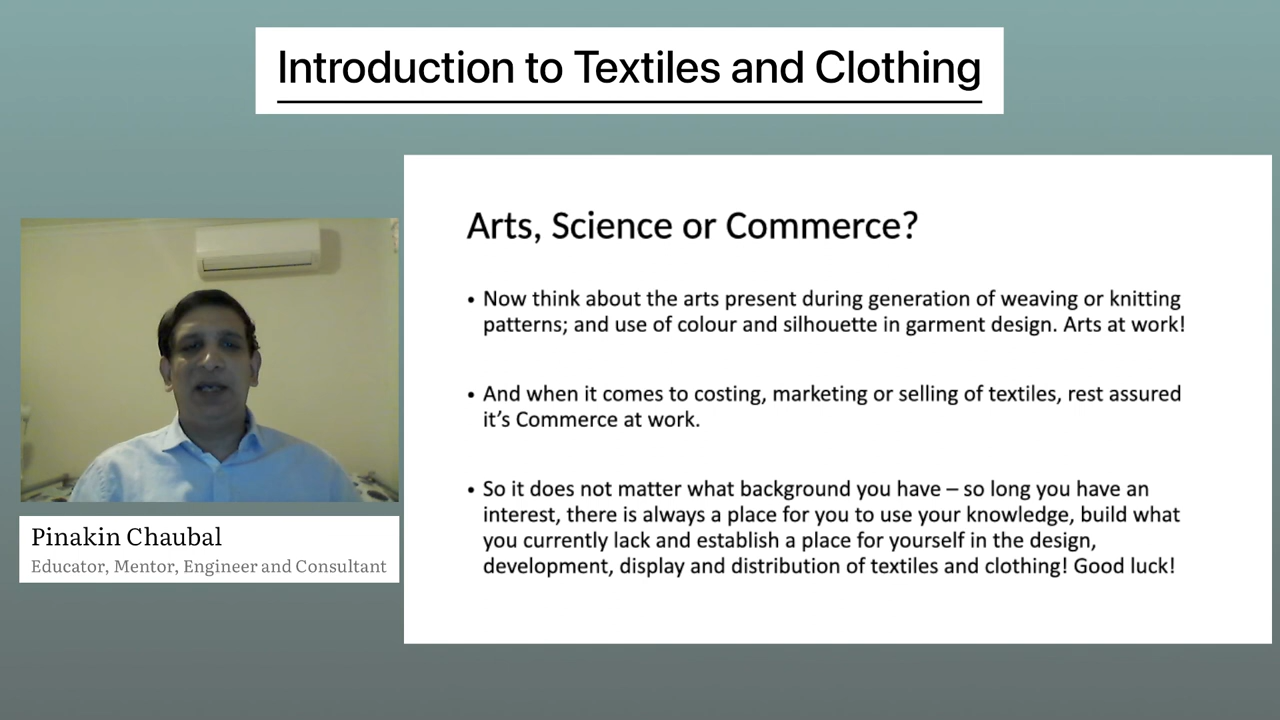 Introduction to Textiles and Clothing
Arts, Science or Commerce?
• Now think about the arts present during generation of weaving or knitting
patterns; and use of colour and silhouette in garment design. Arts at work!
• And when it comes to costing, marketing or selling of textiles, rest assured
it’s Commerce at work.
• So it does not matter what background you have – so long you have an
interest, there is always a place for you to use your knowledge, build what
you currently lack and establish a place for yourself in the design,
development, display and distribution of textiles and clothing! Good luck!
Pinakin Chaubal
Educator, Mentor, Engineer and Consultant